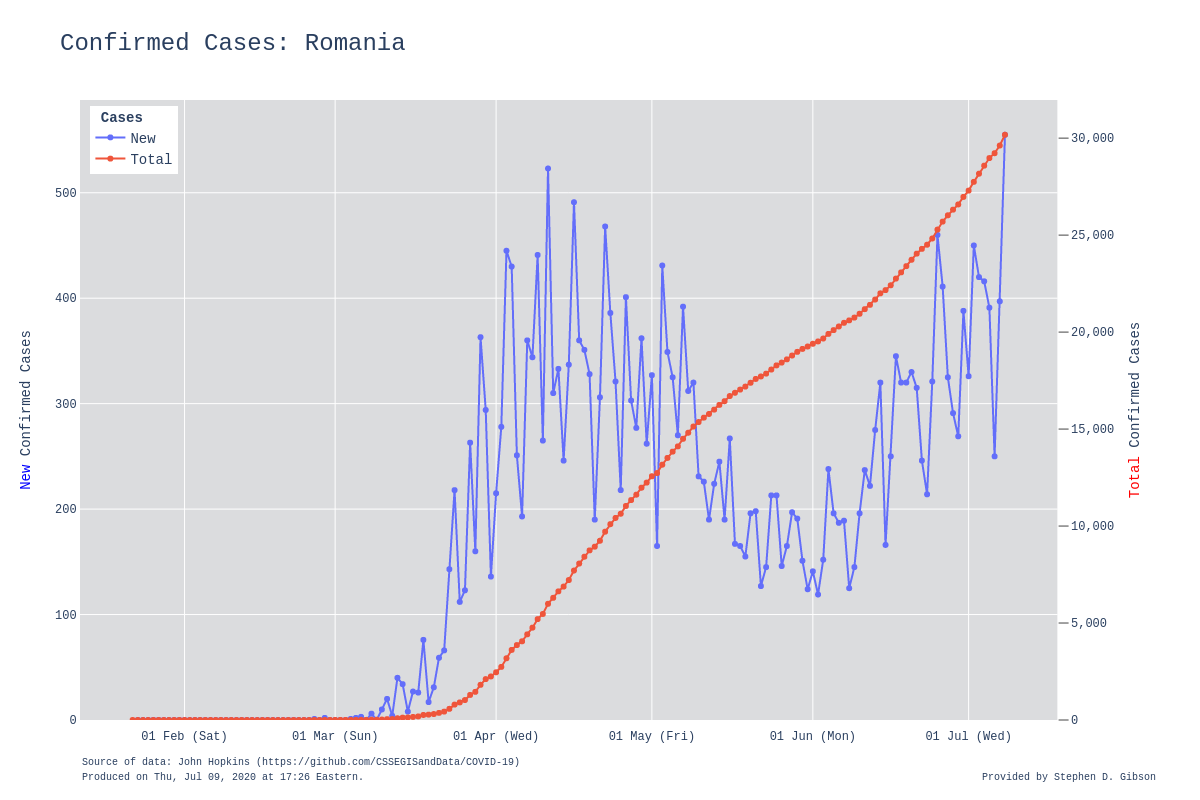 Confirmed Cases: Romania
Cases
New
Total
500
400
300
200
100
0
New Confirmed Cases
30,000
25,000
20,000
15,000
10,000
5,000
0
Total Confirmed Cases
01 Feb (Sat)
01 Mar (Sun)
01 Apr (Wed)
01 May (Fri)
01 Jun (Mon)
01 Jul (Wed)
Source of data: John Hopkins (https://github.com/CSSEGISandData/COVID-19)
Produced on Thu, Jul 09, 2020 at 17:26 Eastern.
Provided by Stephen D. Gibson